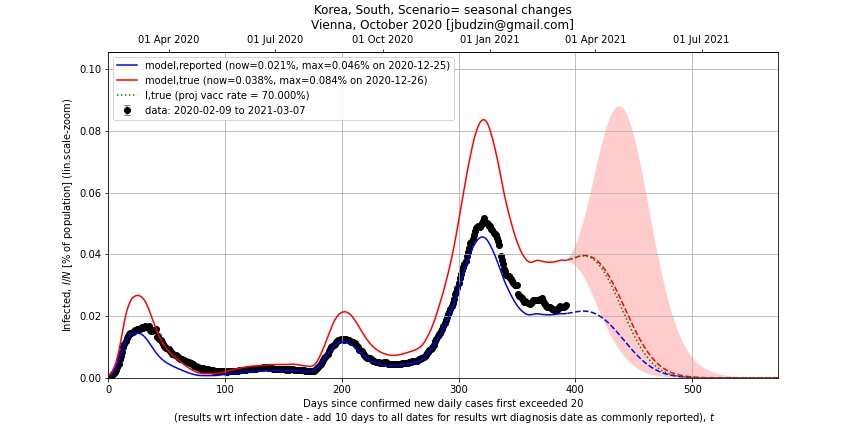 Korea, South, Scenario= seasonal changes
Vienna, October 2020 [jbudzin@gmail.com]
01 Apr 2020 01 Jul 2020 01 Oct 2020 01 Jan 2021 01 Apr 2021 01 Jul 2021
model,reported (now=0.021%, max=0.046% on 2020-12-25)
model,true (now=0.038%, max=0.084% on 2020-12-26)
I,true (proj vacc rate = 70.000%)
data: 2020-02-09 to 2021-03-07
Infected, I/N [% of population] (lin.scale-zoom)
0.10
0.08
0.06
0.04
0.02
0.00
0 100 200 300 400 500
Days since confirmed new daily cases first exceeded 20
(results wrt infection date - add 10 days to all dates for results wrt diagnosis date as commonly reported), t